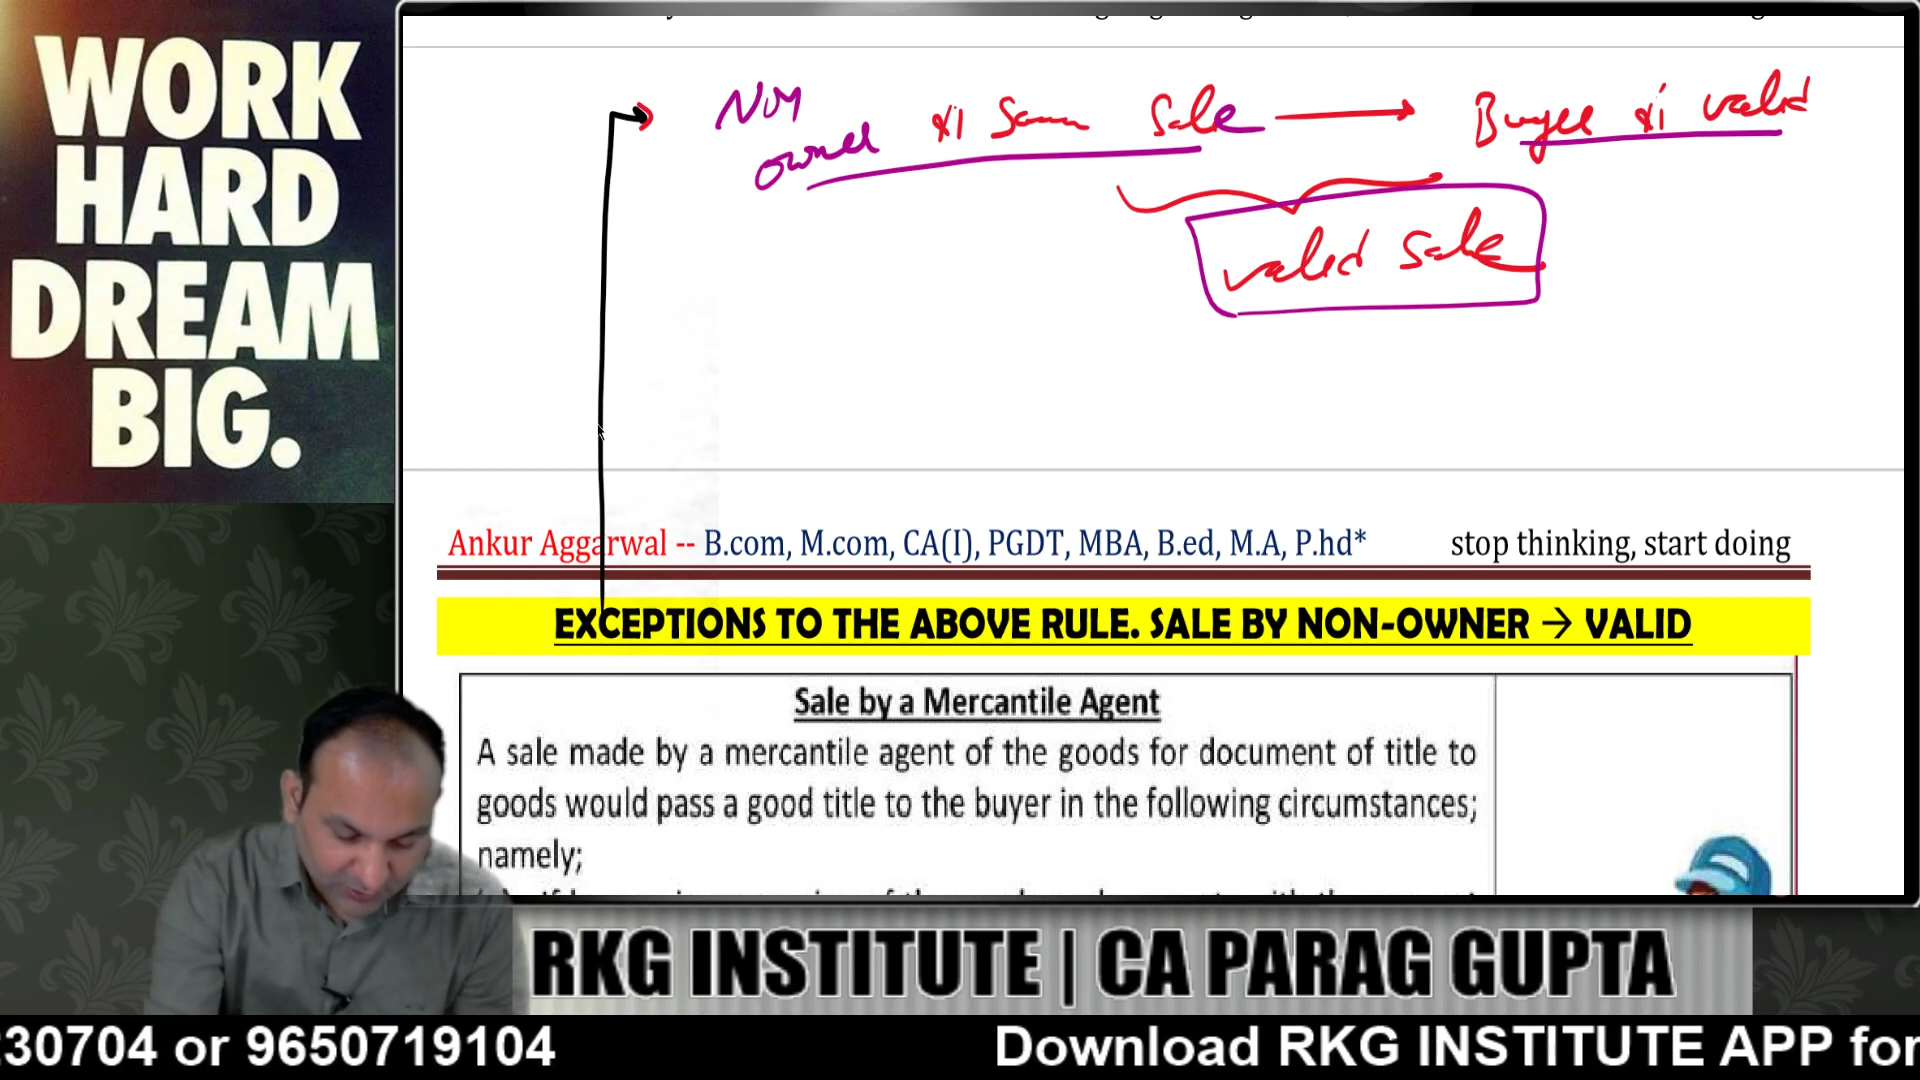 WORK
HARD
DREAM
BIG.
Non
owner सा Same Sale → Buyer सा valid
valid Sale
Ankur Aggarwal -- B.com, M.com, CA(I), PGDT, MBA, B.ed, M.A, P.hd* stop thinking, start doing
EXCEPTIONS TO THE ABOVE RULE. SALE BY NON-OWNER → VALID
Sale by a Mercantile Agent
A sale made by a mercantile agent of the goods for document of title to
goods would pass a good title to the buyer in the following circumstances;
namely;
RKG INSTITUTE | CA PARAG GUPTA
30704 or 9650719104 Download RKG INSTITUTE APP for